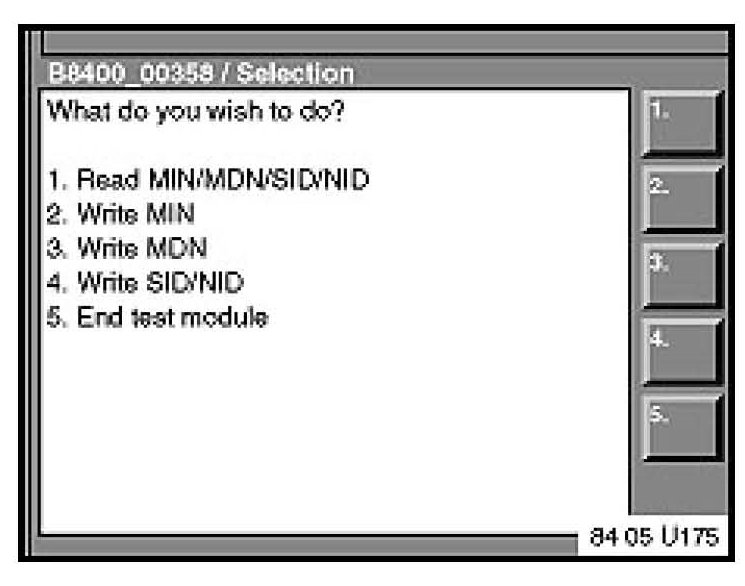 B8400_00358 / Selection
What do you wish to do?
1. Read MIN/MDN/SID/NID
2. Write MIN
3. Write MDN
4. Write SID/NID
5. End test module
1.
2.
3.
4.
5.
84 05 U175